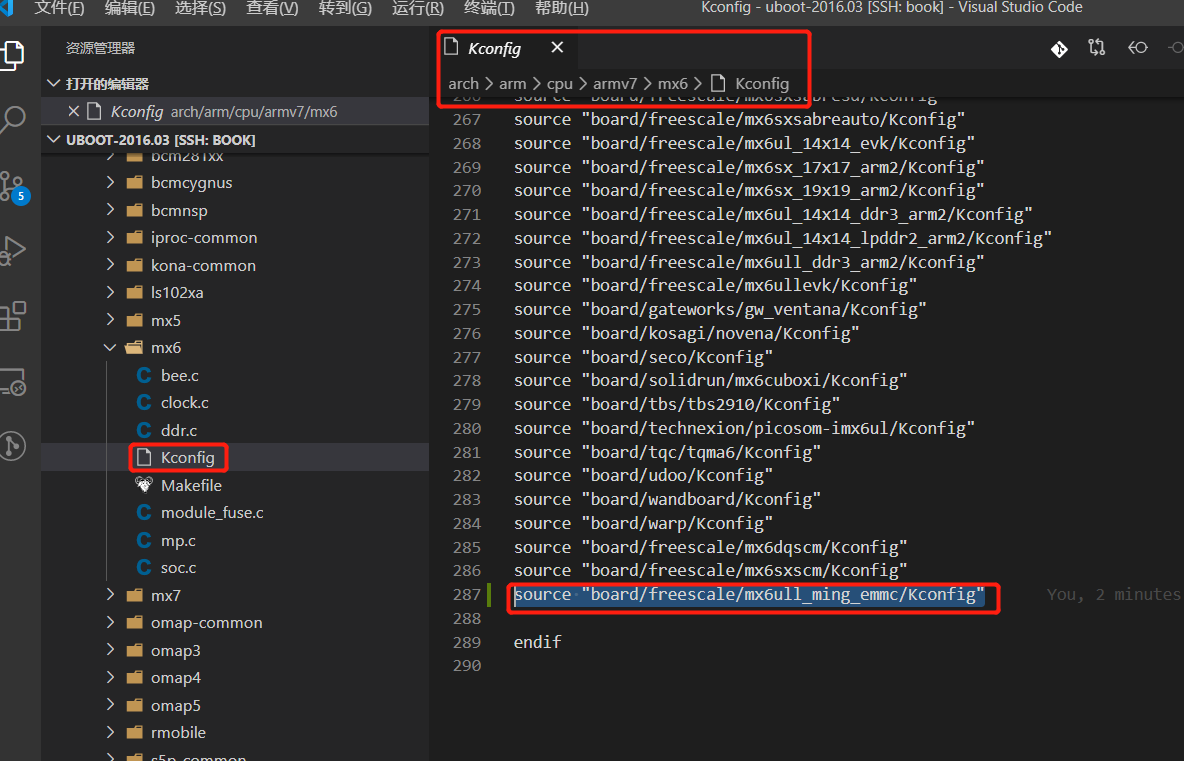 文件(F) 编辑(E) 选择(S) 查看(V) 转到(G) 运行(R) 终端(T) 帮助(H) Kconfig - uboot-2016.03 [SSH: book] - Visual Studio Code
资源管理器
打开的编辑器
Kconfig arch/arm/cpu/armv7/mx6
UBOOT-2016.03 [SSH: BOOK]
bcm281xx
bcmcygnus
bcmnsp
iproc-common
kona-common
ls102xa
mx5
mx6
bee.c
clock.c
ddr.c
Kconfig
Makefile
module_fuse.c
mp.c
soc.c
mx7
omap-common
omap3
omap4
omap5
rmobile
s5p-common
5
Kconfig
arch > arm > cpu > armv7 > mx6 > Kconfig
266 source "board/freescale/mx6sxsabresd/Kconfig"
267 source "board/freescale/mx6sxsabreauto/Kconfig"
268 source "board/freescale/mx6ul_14x14_evk/Kconfig"
269 source "board/freescale/mx6sx_17x17_arm2/Kconfig"
270 source "board/freescale/mx6sx_19x19_arm2/Kconfig"
271 source "board/freescale/mx6ul_14x14_ddr3_arm2/Kconfig"
272 source "board/freescale/mx6ul_14x14_lpddr2_arm2/Kconfig"
273 source "board/freescale/mx6ull_ddr3_arm2/Kconfig"
274 source "board/freescale/mx6ullevk/Kconfig"
275 source "board/gateworks/gw_ventana/Kconfig"
276 source "board/kosagi/novena/Kconfig"
277 source "board/seco/Kconfig"
278 source "board/solidrun/mx6cuboxi/Kconfig"
279 source "board/tbs/tbs2910/Kconfig"
280 source "board/technexion/picosom-imx6ul/Kconfig"
281 source "board/tqc/tqma6/Kconfig"
282 source "board/udoo/Kconfig"
283 source "board/wandboard/Kconfig"
284 source "board/warp/Kconfig"
285 source "board/freescale/mx6dqscm/Kconfig"
286 source "board/freescale/mx6sxscm/Kconfig"
287 source "board/freescale/mx6ull_ming_emmc/Kconfig" You, 2 minutes
288
289 endif
290